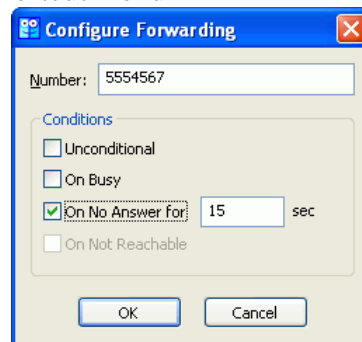 Configure Forwarding
Number: 5554567
Conditions
Unconditional
On Busy
On No Answer for 15 sec
On Not Reachable
OK Cancel